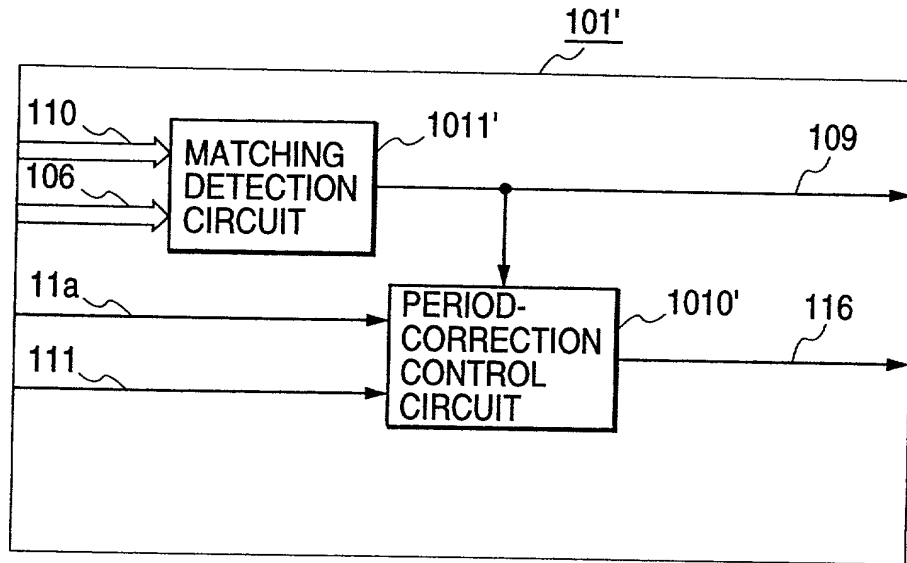 101'
110
MATCHING
DETECTION
CIRCUIT
1011'
109
106
11a
PERIOD-
CORRECTION
CONTROL
CIRCUIT
1010'
116
111